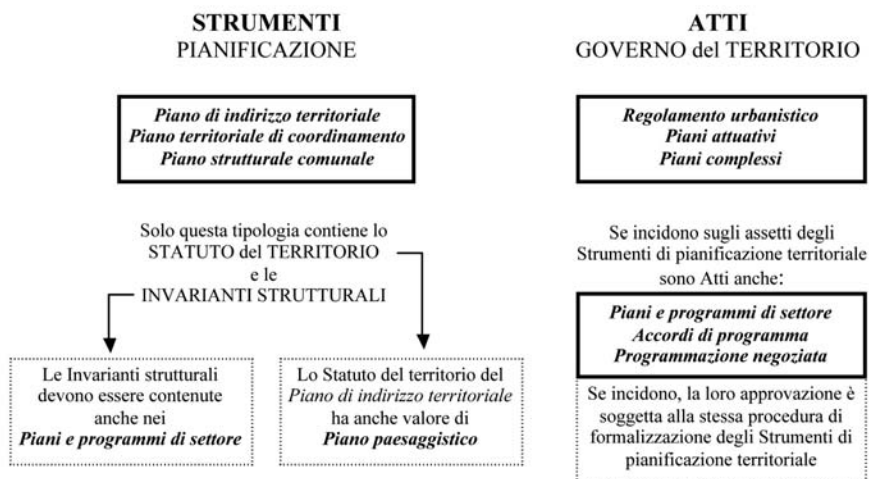 STRUMENTI
PIANIFICAZIONE
Piano di indirizzo territoriale
Piano territoriale di coordinamento
Piano strutturale comunale
Solo questa tipologia contiene lo
STATUTO del TERRITORIO
e le
INVARIANTI STRUTTURALI
Le Invarianti strutturali
devono essere contenute
anche nei
Piani e programmi di settore
Lo Statuto del territorio del
Piano di indirizzo territoriale
ha anche valore di
Piano paesaggistico
ATTI
GOVERNO del TERRITORIO
Regolamento urbanistico
Piani attuativi
Piani complessi
Se incidono sugli assetti degli
Strumenti di pianificazione territoriale
sono Atti anche:
Piani e programmi di settore
Accordi di programma
Programmazione negoziata
Se incidono, la loro approvazione è
soggetta alla stessa procedura di
formalizzazione degli Strumenti di
pianificazione territoriale